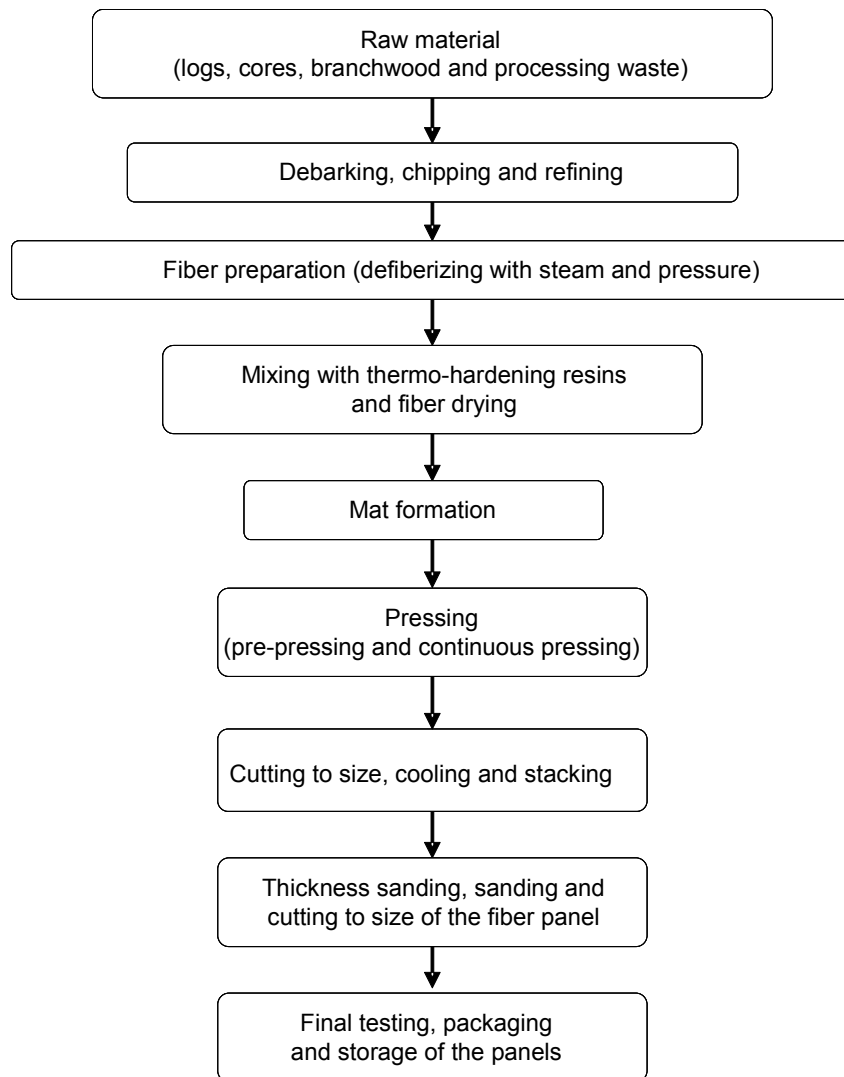 Raw material
(logs, cores, branchwood and processing waste)
Debarking, chipping and refining
Fiber preparation (defiberizing with steam and pressure)
Mixing with thermo-hardening resins
and fiber drying
Mat formation
Pressing
(pre-pressing and continuous pressing)
Cutting to size, cooling and stacking
Thickness sanding, sanding and
cutting to size of the fiber panel
Final testing, packaging
and storage of the panels